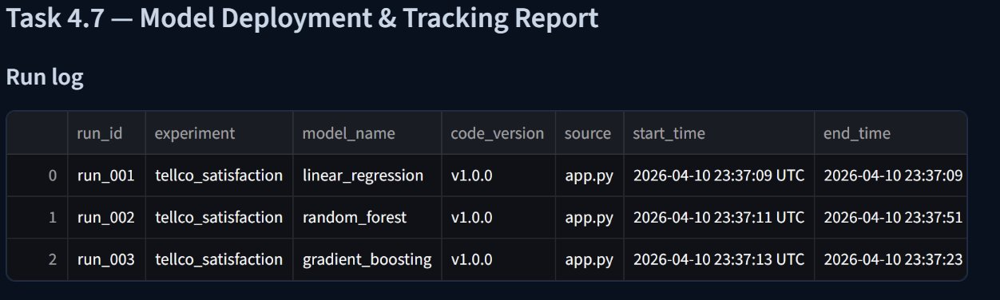 Task 4.7 — Model Deployment & Tracking Report
Run log
run_id experiment model_name code_version source start_time end_time
0 run_001 tellco_satisfaction linear_regression v1.0.0 app.py 2026-04-10 23:37:09 UTC 2026-04-10 23:37:09
1 run_002 tellco_satisfaction random_forest v1.0.0 app.py 2026-04-10 23:37:11 UTC 2026-04-10 23:37:51
2 run_003 tellco_satisfaction gradient_boosting v1.0.0 app.py 2026-04-10 23:37:13 UTC 2026-04-10 23:37:23